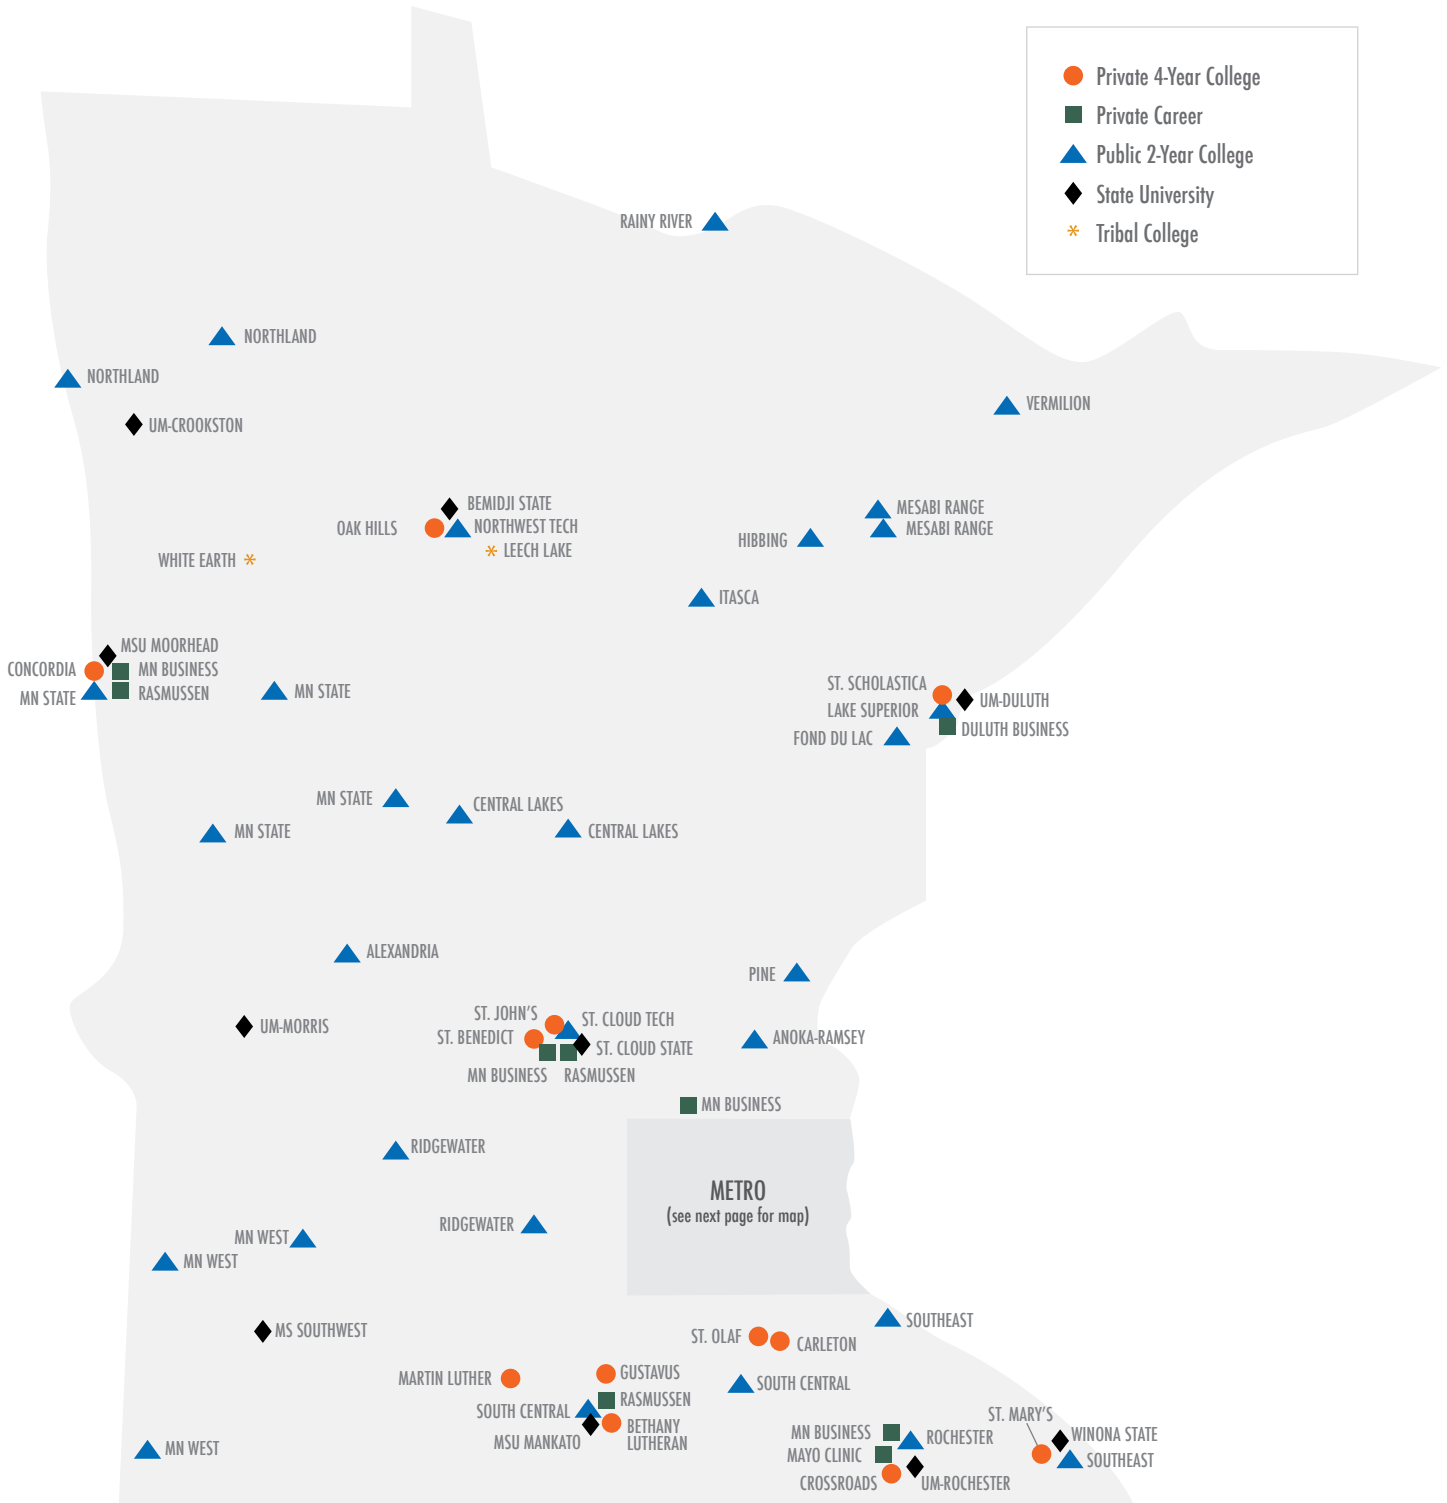 Private 4-Year College
Private Career
Public 2-Year College
State University
Tribal College
RAINY RIVER
NORTHLAND
NORTHLAND
VERMILION
UM-CROOKSTON
BEMIDJI STATE
OAK HILLS
NORTHWEST TECH
LEECH LAKE
WHITE EARTH
MESABI RANGE
MESABI RANGE
HIBBING
ITASCA
MSU MOORHEAD
CONCORDIA
MN BUSINESS
MN STATE
RASMUSSEN
MN STATE
ST. SCHOLASTICA
UM-DULUTH
LAKE SUPERIOR
DULUTH BUSINESS
FOND DU LAC
MN STATE
CENTRAL LAKES
MN STATE
CENTRAL LAKES
ALEXANDRIA
PINE
ST. JOHN'S
ST. CLOUD TECH
UM-MORRIS
ST. BENEDICT
ST. CLOUD STATE
ANOKA-RAMSEY
MN BUSINESS
RASMUSSEN
MN BUSINESS
RIDGEWATER
METRO
(see next page for map)
RIDGEWATER
MN WEST
MN WEST
SOUTHEAST
MS SOUTHWEST
ST. OLAF
CARLETON
MARTIN LUTHER
GUSTAVUS
SOUTH CENTRAL
RASMUSSEN
SOUTH CENTRAL
BETHANY
LUTHERAN
MSU MANKATO
ST. MARY'S
MN BUSINESS
ROCHESTER
WINONA STATE
MN WEST
MAYO CLINIC
SOUTHEAST
CROSSROADS
UM-ROCHESTER